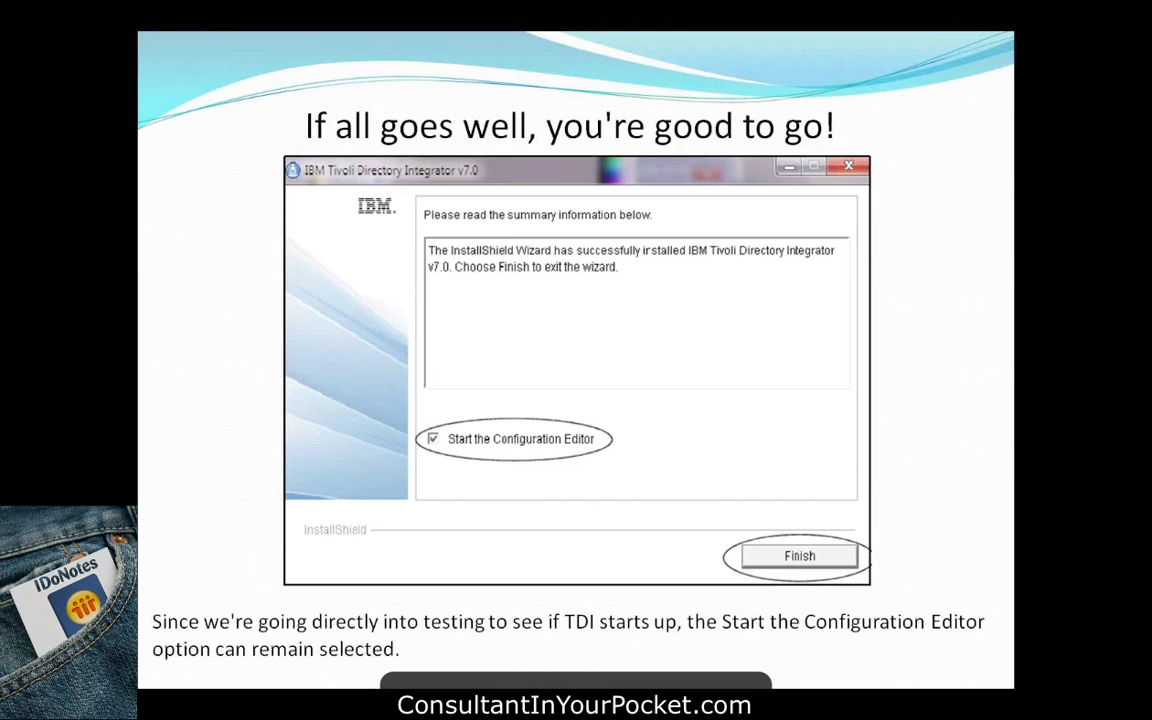 If all goes well, you're good to go!
IBM Tivoli Directory Integrator v7.0
IBM.
Please read the summary information below.
The InstallShield Wizard has successfully installed IBM Tivoli Directory Integrator
v7.0. Choose Finish to exit the wizard.
Start the Configuration Editor
InstallShield
Finish
IDoNotes
Since we're going directly into testing to see if TDI starts up, the Start the Configuration Editor
option can remain selected.
ConsultantInYourPocket.com